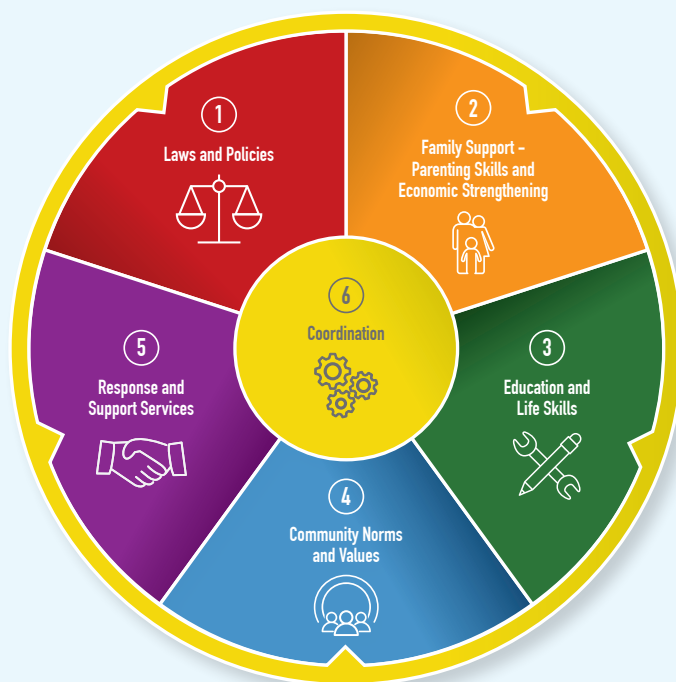 1
Laws and Policies
2
Family Support –
Parenting Skills and
Economic Strengthening
3
Education and
Life Skills
4
Community Norms
and Values
5
Response and
Support Services
6
Coordination